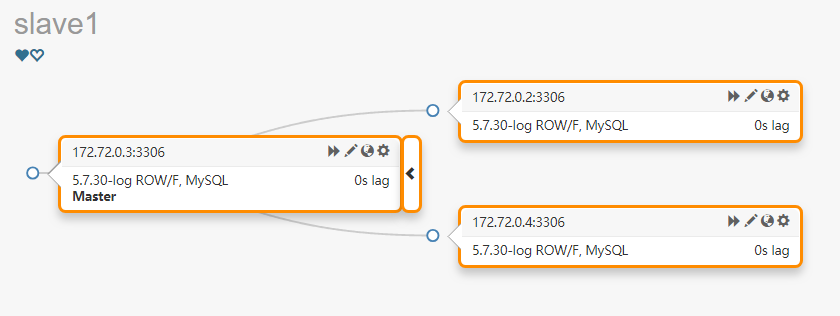 slave1
172.72.0.3:3306
5.7.30-log ROW/F, MySQL 0s lag
Master
172.72.0.2:3306
5.7.30-log ROW/F, MySQL 0s lag
172.72.0.4:3306
5.7.30-log ROW/F, MySQL 0s lag